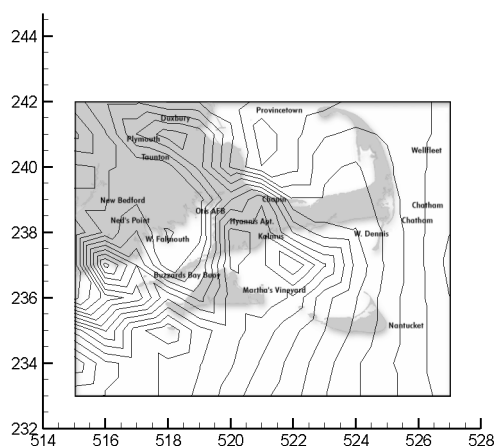 244
242
Provincetown
Duxbury
Plymouth
Wellfleet
Taunton
240
New Bedford
Chapin
Chatham
Otis AFB
Ned's Point
Hyannis Apt.
Chatham
238
W. Falmouth
Kalmus
W. Dennis
Buzzards Bay Buoy
236
Martha's Vineyard
Nantucket
234
232
514
516
518
520
522
524
526
528